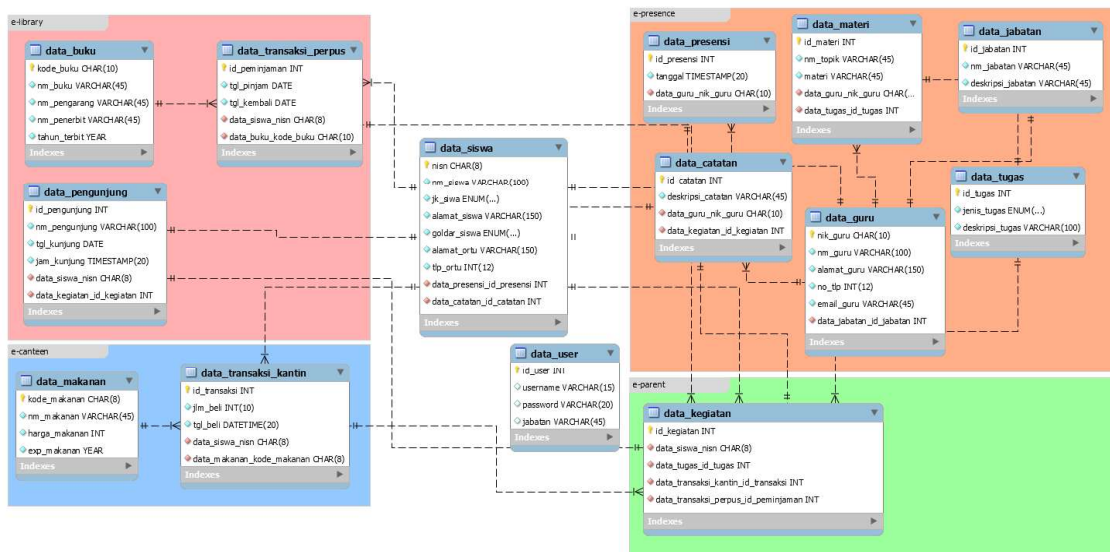 e-library
data_buku
kode_buku CHAR(10)
nm_buku VARCHAR(45)
nm_pengarang VARCHAR(45)
nm_penerbit VARCHAR(45)
tahun_terbit YEAR
Indexes
data_transaksi_perpus
id_peminjaman INT
tgl_pinjam DATE
tgl_kembali DATE
data_siswa_nisn CHAR(8)
data_buku_kode_buku CHAR(10)
Indexes
data_pengunjung
id_pengunjung INT
nm_pengunjung VARCHAR(100)
tgl_kunjung DATE
jam_kunjung TIMESTAMP(20)
data_siswa_nisn CHAR(8)
data_kegiatan_id_kegiatan INT
Indexes
e-canteen
data_makanan
kode_makanan CHAR(8)
nm_makanan VARCHAR(45)
harga_makanan INT
exp_makanan YEAR
Indexes
data_transaksi_kantin
id_transaksi INT
jlm_beli INT(10)
tgl_beli DATETIME(20)
data_siswa_nisn CHAR(8)
data_makanan_kode_makanan CHAR(8)
Indexes
data_siswa
nisn CHAR(8)
nm_siswa VARCHAR(100)
jk_siwa ENUM(...)
alamat_siswa VARCHAR(150)
goldar_siswa ENUM(...)
alamat_ortu VARCHAR(150)
tlp_ortu INT(12)
data_presensi_id_presensi INT
data_catatan_id_catatan INT
Indexes
data_user
id_user INT
username VARCHAR(15)
password VARCHAR(20)
jabatan VARCHAR(45)
Indexes
e-presence
data_presensi
id_presensi INT
tanggal TIMESTAMP(20)
data_guru_nik_guru CHAR(10)
Indexes
data_materi
id_materi INT
nm_topik VARCHAR(45)
materi VARCHAR(45)
data_guru_nik_guru CHAR(...
data_tugas_id_tugas INT
Indexes
data_jabatan
id_jabatan INT
nm_jabatan VARCHAR(45)
deskripsi_jabatan VARCHAR(45)
Indexes
data_catatan
id_catatan INT
deskripsi_catatan VARCHAR(45)
data_guru_nik_guru CHAR(10)
data_kegiatan_id_kegiatan INT
Indexes
data_guru
nik_guru CHAR(10)
nm_guru VARCHAR(100)
alamat_guru VARCHAR(150)
no_tlp INT(12)
email_guru VARCHAR(45)
data_jabatan_id_jabatan INT
Indexes
data_tugas
id_tugas INT
jenis_tugas ENUM(...)
deskripsi_tugas VARCHAR(100)
Indexes
e-parent
data_kegiatan
id_kegiatan INT
data_siswa_nisn CHAR(8)
data_tugas_id_tugas INT
data_transaksi_kantin_id_transaksi INT
data_transaksi_perpus_id_peminjaman INT
Indexes